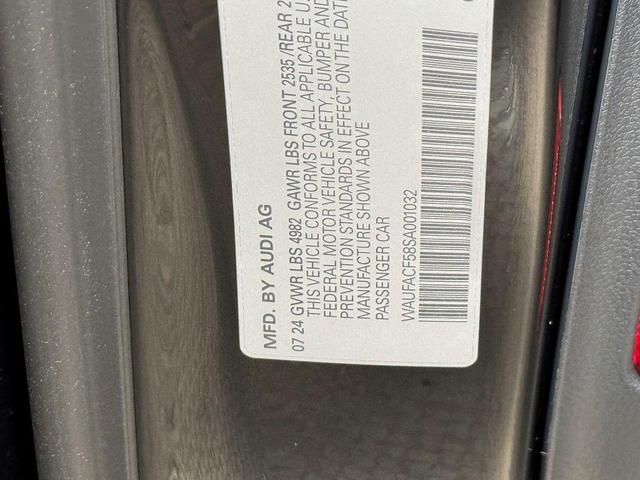 MFD. BY AUDI AG
07 24 GVWR LBS 4982 GAWR LBS FRONT 2535 /REAR 2
THIS VEHICLE CONFORMS TO ALL APPLICABLE U.
FEDERAL MOTOR VEHICLE SAFETY, BUMPER AND
PREVENTION STANDARDS IN EFFECT ON THE DATE
MANUFACTURE SHOWN ABOVE
PASSENGER CAR
WAUFACF58SA001032